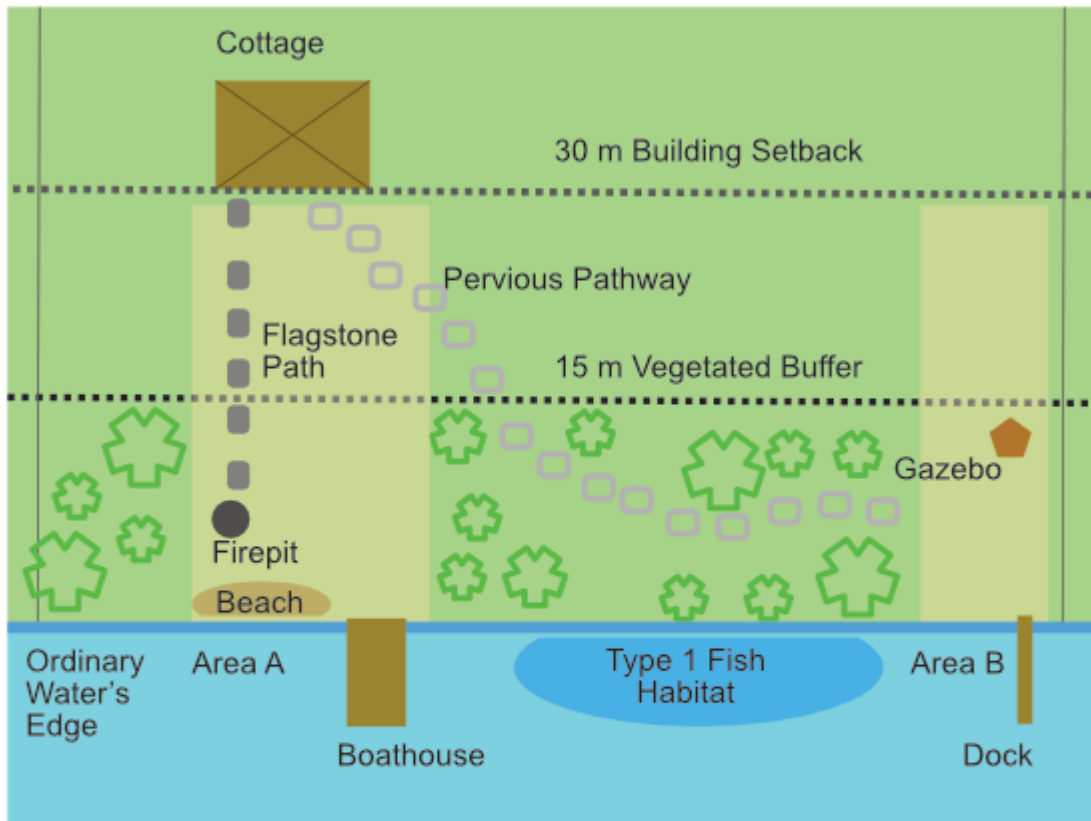 Cottage
30 m Building Setback
Pervious Pathway
Flagstone
Path
15 m Vegetated Buffer
Gazebo
Firepit
Beach
Ordinary
Water's
Edge
Area A
Type 1 Fish
Habitat
Area B
Boathouse
Dock